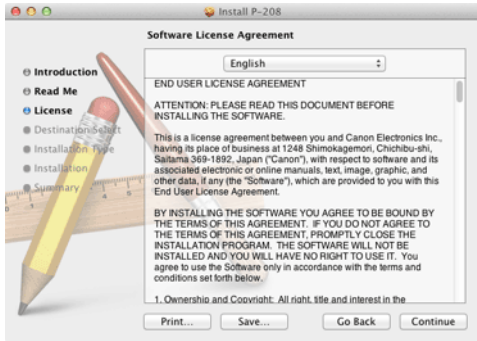 Install P-208
Software License Agreement
English
Introduction
Read Me
License
Destination Select
Installation Type
Installation
Summary
END USER LICENSE AGREEMENT
ATTENTION: PLEASE READ THIS DOCUMENT BEFORE
INSTALLING THE SOFTWARE.
This is a license agreement between you and Canon Electronics Inc.,
having its place of business at 1248 Shimokagemori, Chichibu-shi,
Saitama 369-1892, Japan ("Canon"), with respect to software and its
associated electronic or online manuals, text, image, graphic, and
other data, if any (the "Software"), which are provided to you with this
End User License Agreement.
BY INSTALLING THE SOFTWARE YOU AGREE TO BE BOUND BY
THE TERMS OF THIS AGREEMENT. IF YOU DO NOT AGREE TO
THE TERMS OF THIS AGREEMENT, PROMPTLY CLOSE THE
INSTALLATION PROGRAM. THE SOFTWARE WILL NOT BE
INSTALLED AND YOU WILL HAVE NO RIGHT TO USE IT. You
agree to use the Software only in accordance with the terms and
conditions set forth below.
1. Ownership and Copyright: All right, title and interest in the
Print...
Save...
Go Back
Continue